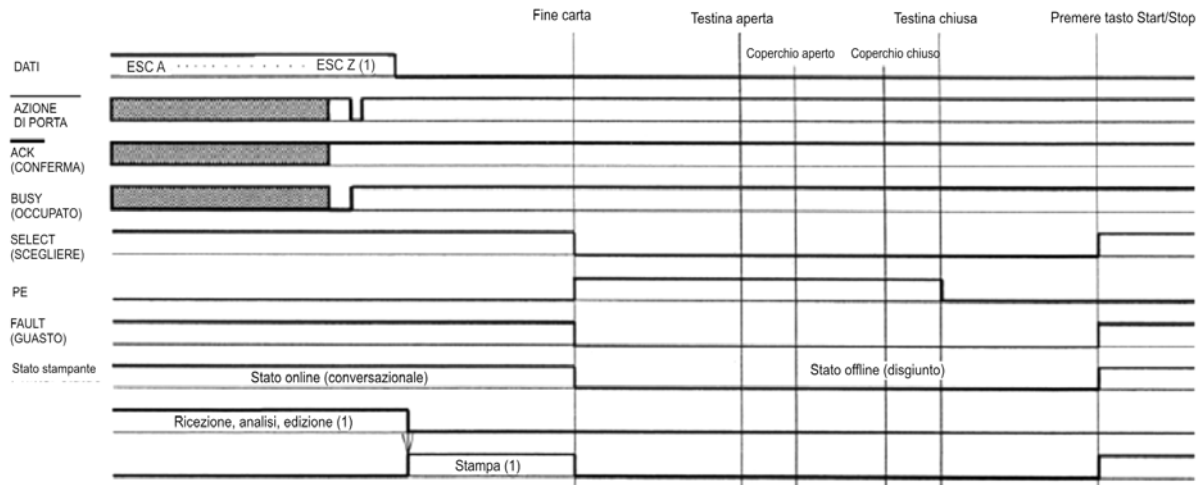 Fine carta
Testina aperta
Testina chiusa
Premere tasto Start/Stop
Coperchio aperto
Coperchio chiuso
DATI
ESC A · · · · · · · · · · · ESC Z (1)
AZIONE
DI PORTA
ACK
(CONFERMA)
BUSY
(OCCUPATO)
SELECT
(SCEGLIERE)
PE
FAULT
(GUASTO)
Stato stampante
Stato online (conversazionale)
Stato offline (disgiunto)
Ricezione, analisi, edizione (1)
Stampa (1)